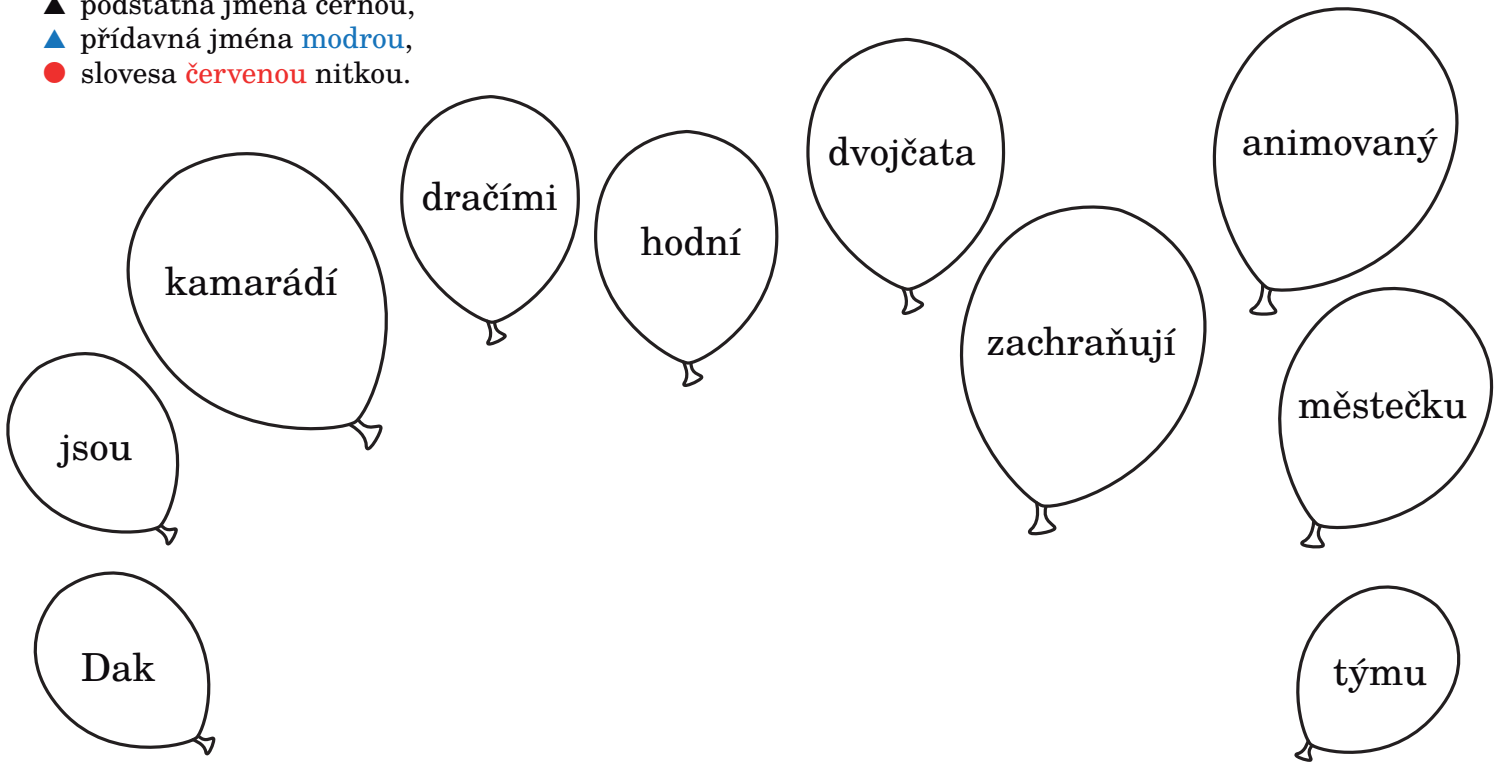 podstatná jména černou,
přídavná jména modrou,
slovesa červenou nitkou.
dvojčata
animovaný
dračími
hodní
kamarádí
zachraňují
městečku
jsou
Dak
týmu